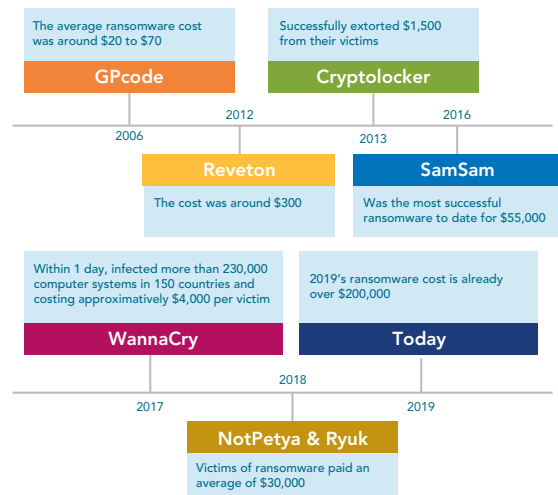 The average ransomware cost
was around $20 to $70
GPcode
2006
Successfully extorted $1,500
from their victims
Cryptolocker
2013
2012
Reveton
The cost was around $300
2016
SamSam
Was the most successful
ransomware to date for $55,000
Within 1 day, infected more than 230,000
computer systems in 150 countries and
costing approximatively $4,000 per victim
WannaCry
2017
2019's ransomware cost is already
over $200,000
Today
2019
2018
NotPetya & Ryuk
Victims of ransomware paid an
average of $30,000